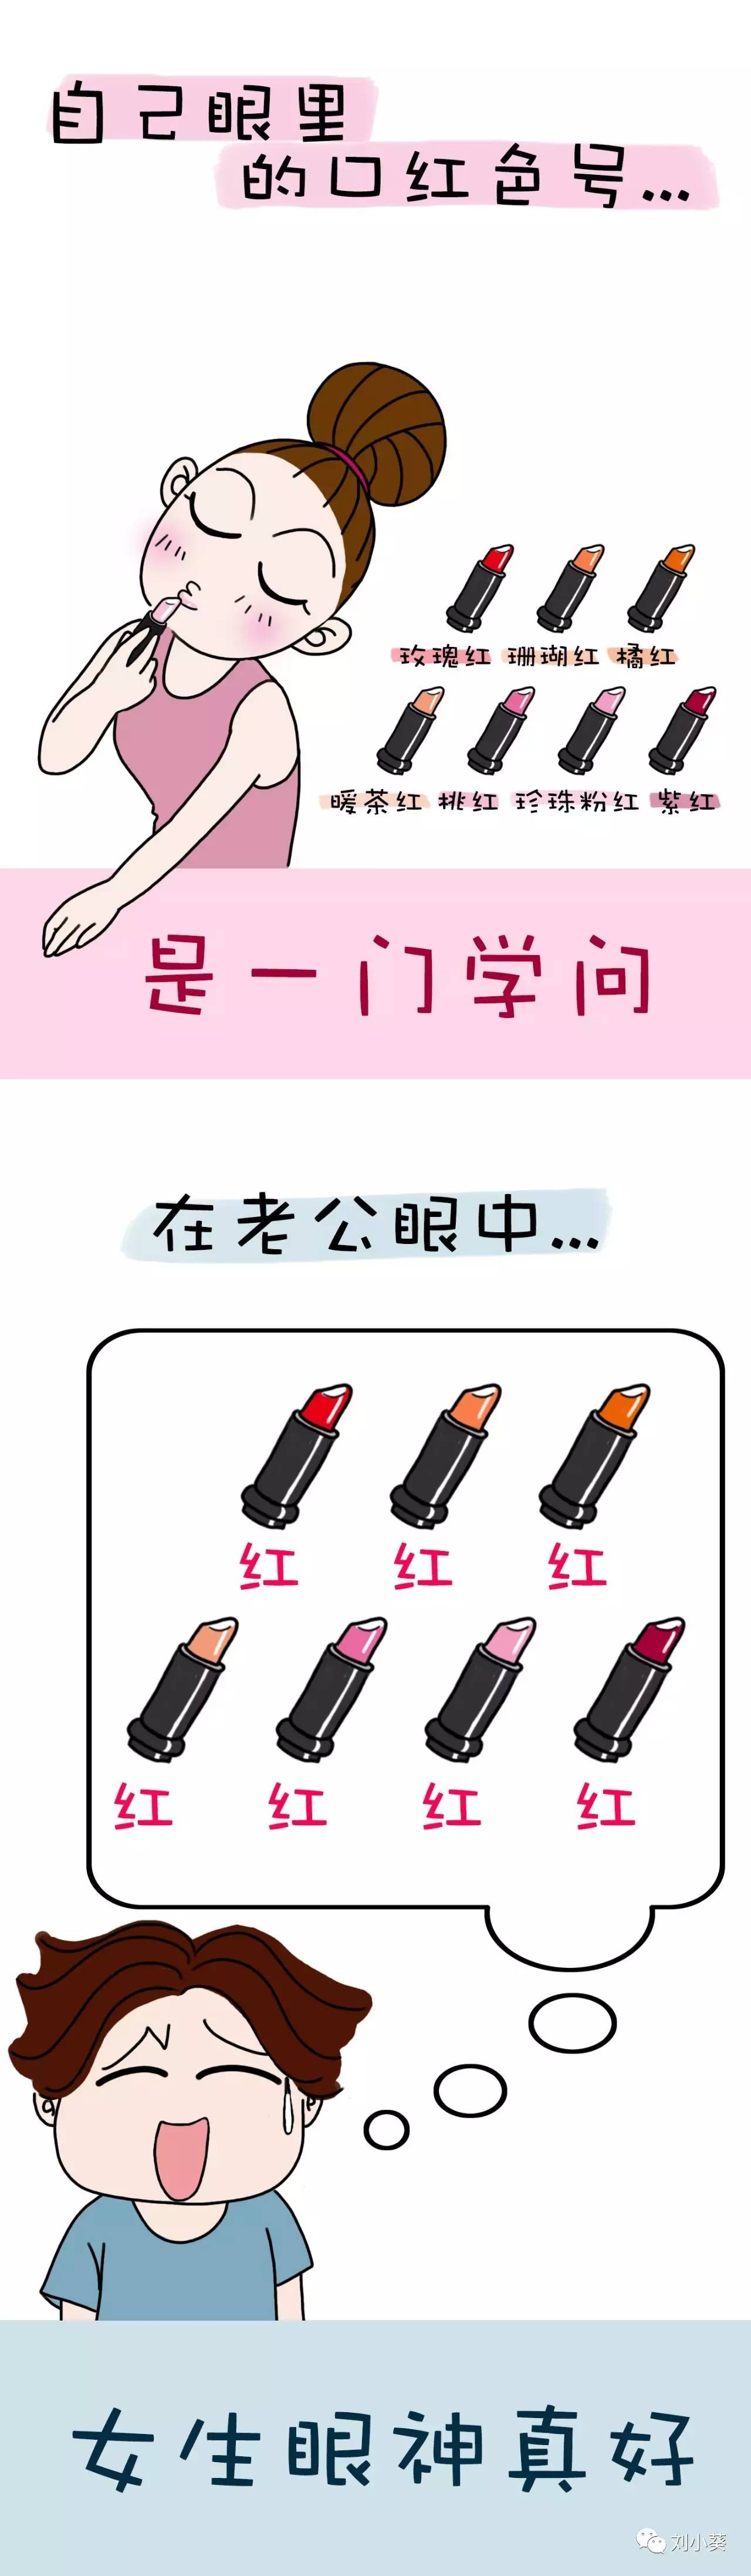 自己眼里
的口红色号...
玫瑰红 珊瑚红 橘红
暖茶红 挑红 珍珠粉红 紫红
是一门学问
在老公眼中...
红 红 红
红 红 红 红
女生眼神真好
刘小葵